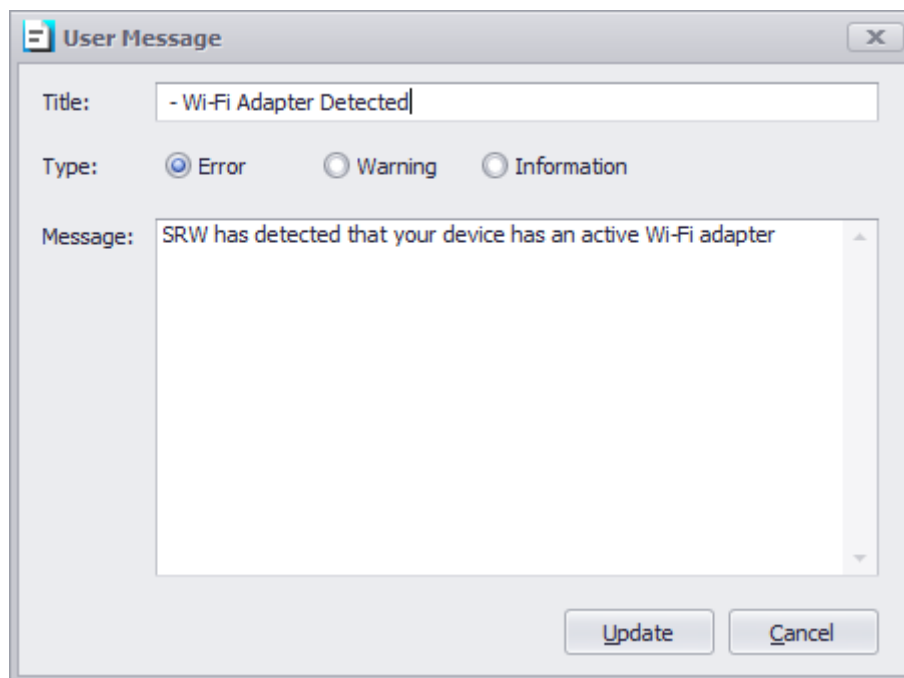 User Message
Title: - Wi-Fi Adapter Detected
Type: Error Warning Information
Message: SRW has detected that your device has an active Wi-Fi adapter
Update Cancel